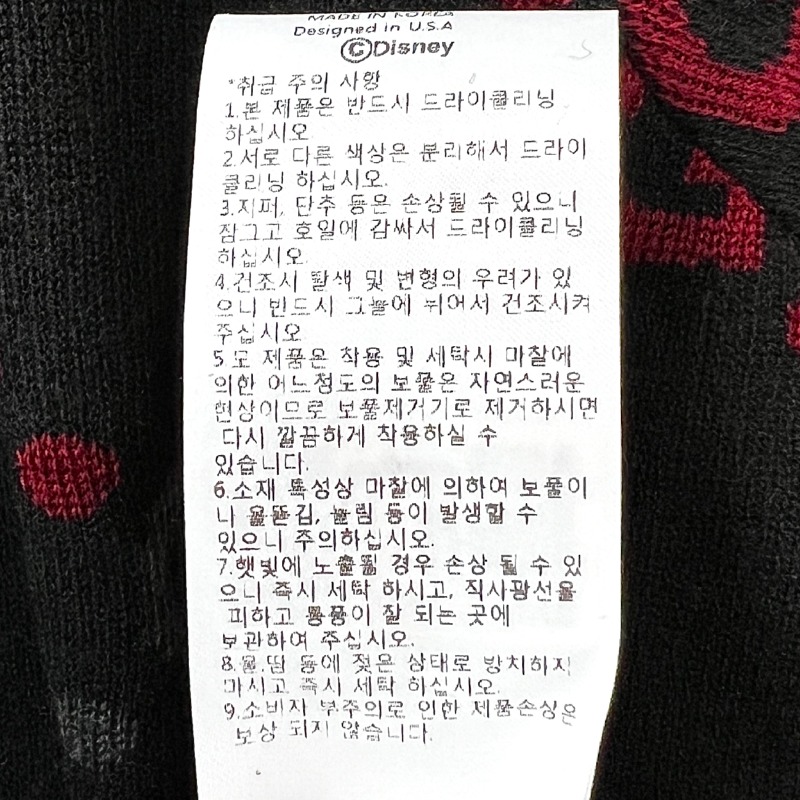 MADE IN KOREA
Designed in U.S.A
©Disney
*취급 주의 사항
1.본 제품은 반드시 드라이클리닝
하십시오
2.서로 다른 색상은 분리해서 드라이
클리닝 하십시오.
3.지퍼, 단추 등은 손상될 수 있으니
잠그고 호일에 감싸서 드라이클리닝
하십시오.
4.건조시 탈색 및 변형의 우려가 있
으니 반드시 그늘에 뉘어서 건조시켜
주십시오
5.모 제품은 착용 및 세탁시 마찰에
의한 어느정도의 보풀은 자연스러운
현상이므로 보풀제거기로 제거하시면
다시 깔끔하게 착용하실 수
있습니다.
6.소재 특성상 마찰에 의하여 보풀이
나 올뜯김, 눌림 등이 발생할 수
있으니 주의하십시오.
7.햇빛에 노출될 경우 손상 될 수 있
으니 즉시 세탁 하시고, 직사광선을
피하고 통풍이 잘 되는 곳에
보관하여 주십시오.
8.물,땀 등에 젖은 상태로 방치하지
마시고 즉시 세탁 하십시오.
9.소비자 부주의로 인한 제품손상은
보상 되지 않습니다.